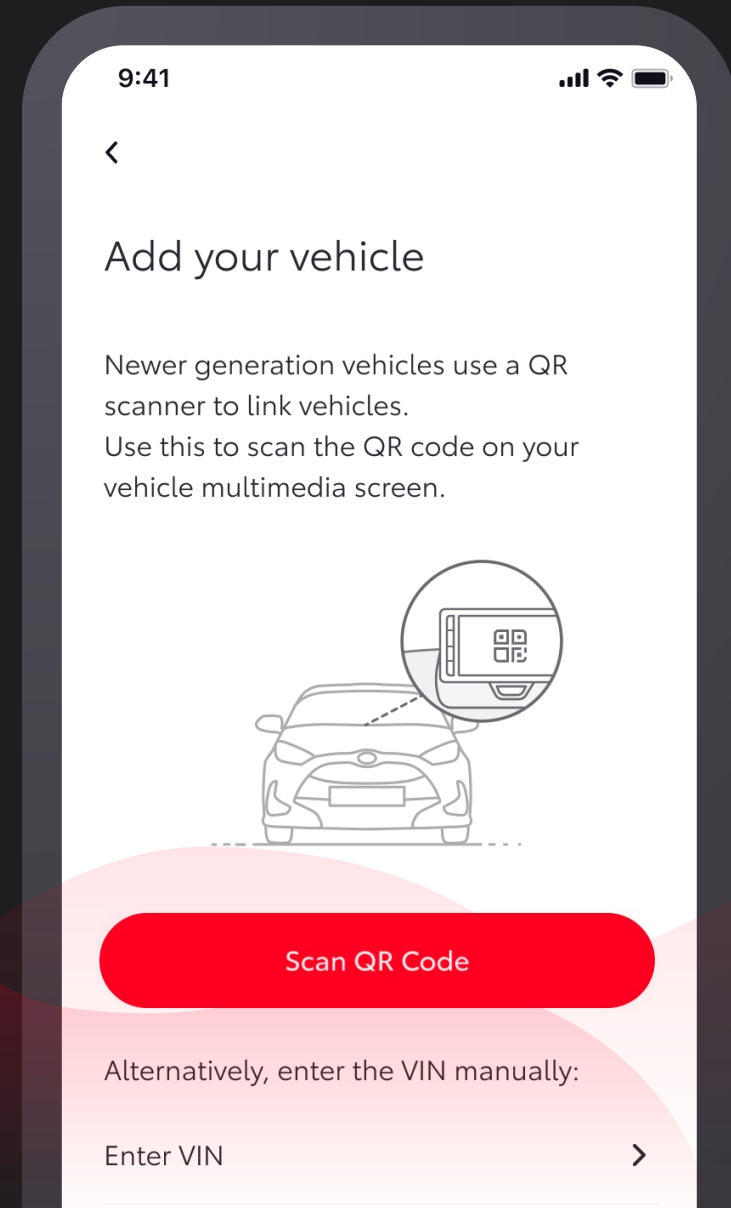 9:41
Add your vehicle
Newer generation vehicles use a QR
scanner to link vehicles.
Use this to scan the QR code on your
vehicle multimedia screen.
Scan QR Code
Alternatively, enter the VIN manually:
Enter VIN